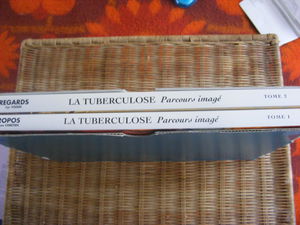 REGARDS
LA TUBERCULOSE Parcours imagé
TOME 2
ROPOS
LA TUBERCULOSE Parcours imagé
TOME 1